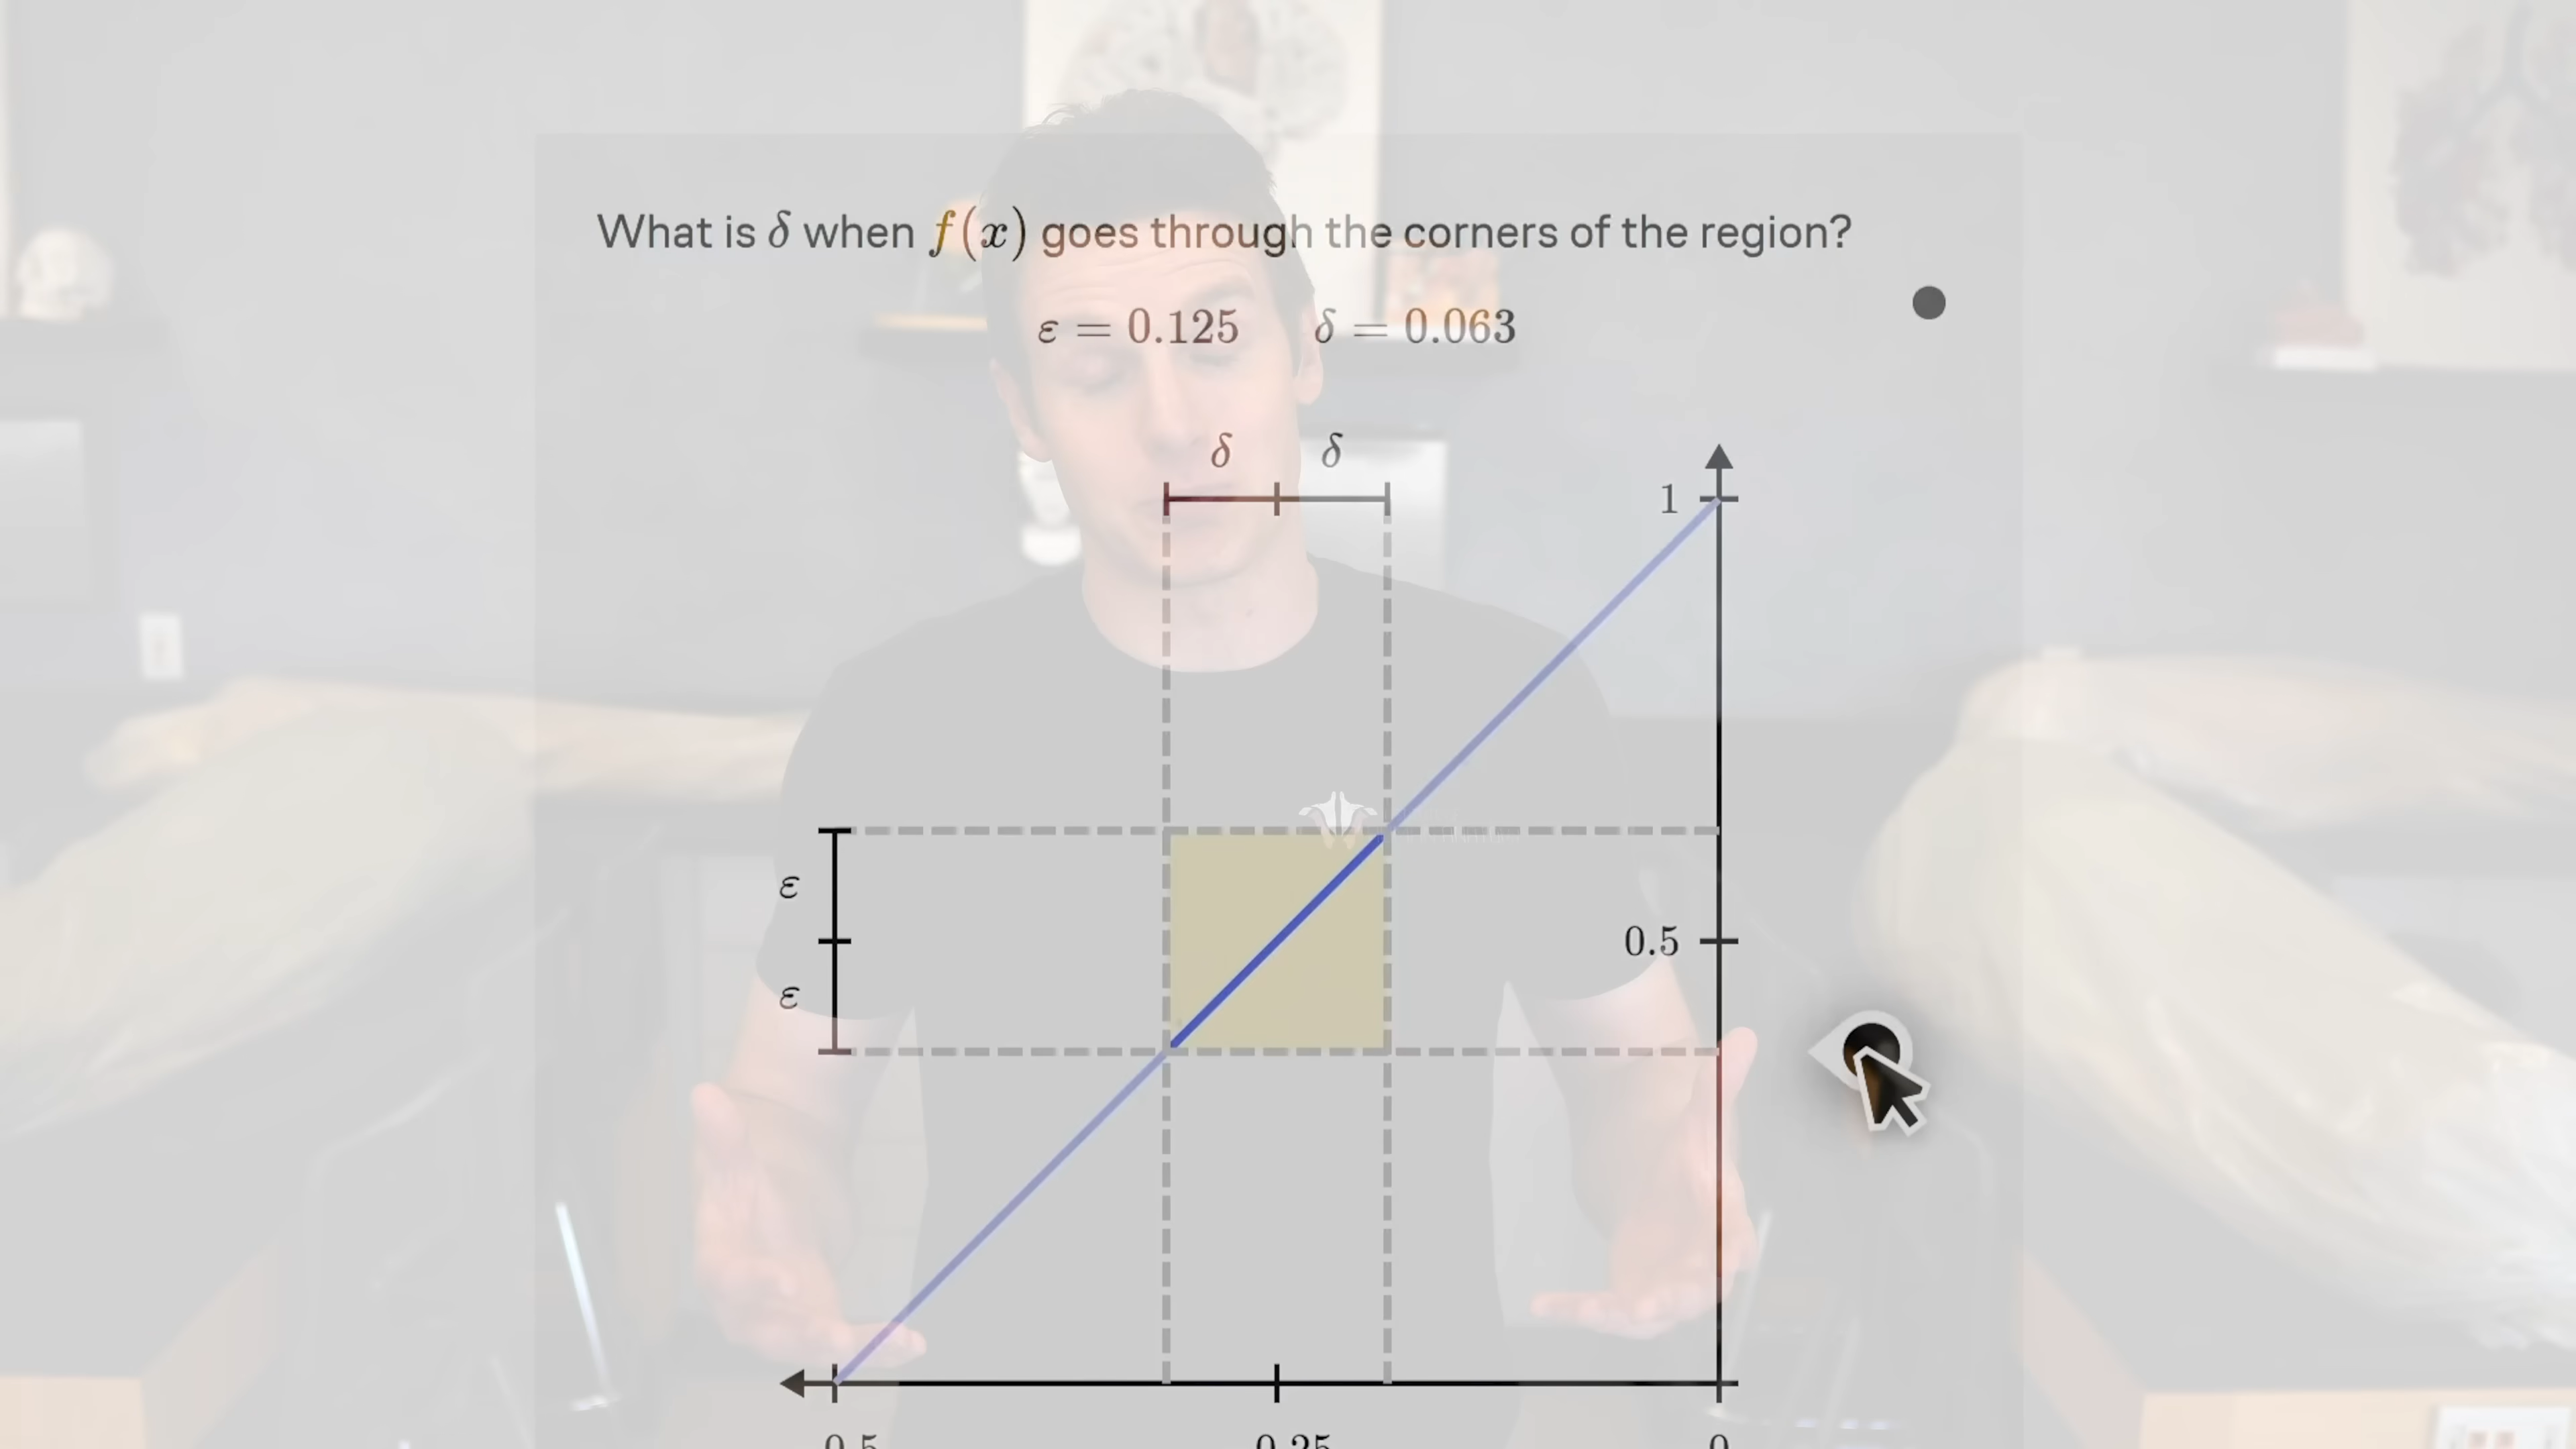 What is δ when f(x) goes through the corners of the region?
ε = 0.125 δ = 0.063
δ δ
1
ε
0.5
ε